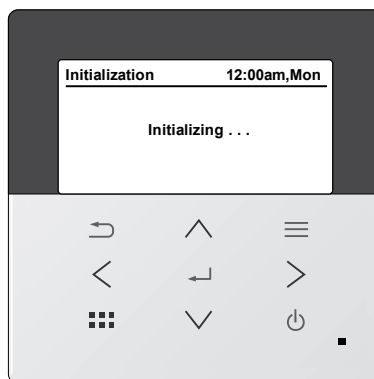 Initialization 12:00am,Mon
Initializing . . .